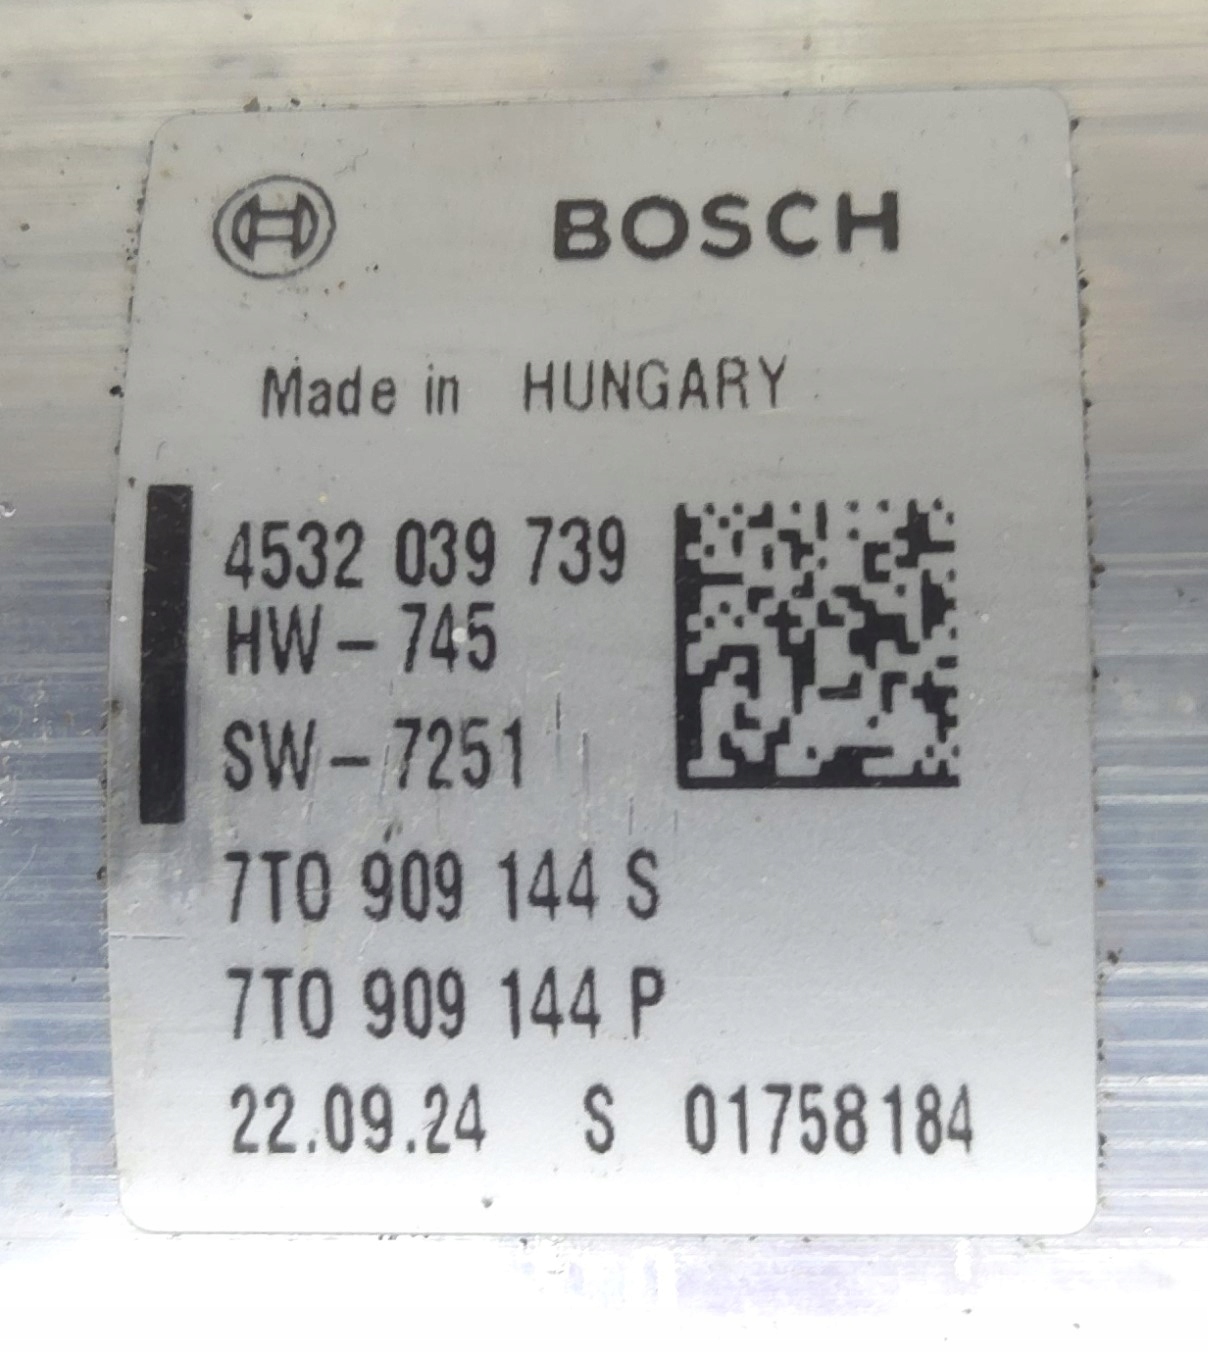 BOSCH
Made in HUNGARY
4532 039 739
HW - 745
SW - 7251
7T0 909 144 S
7T0 909 144 P
22.09.24 S 01758184